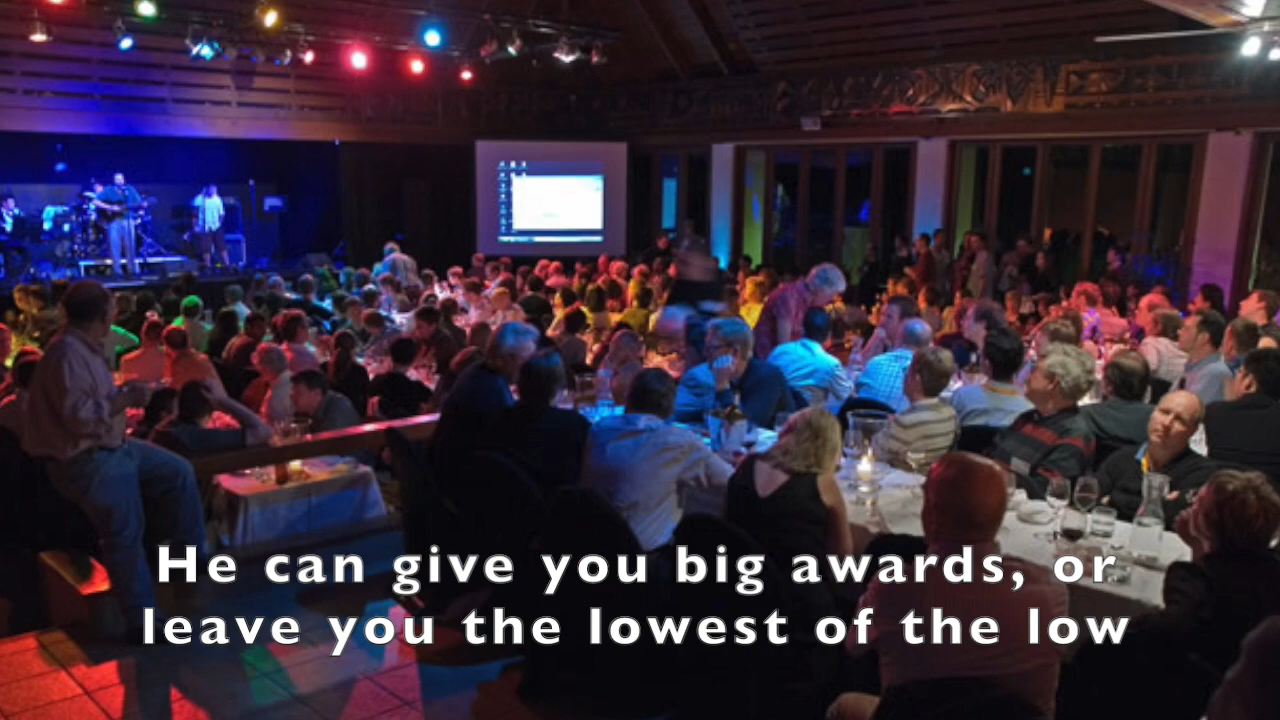 He can give you big awards, or
leave you the lowest of the low